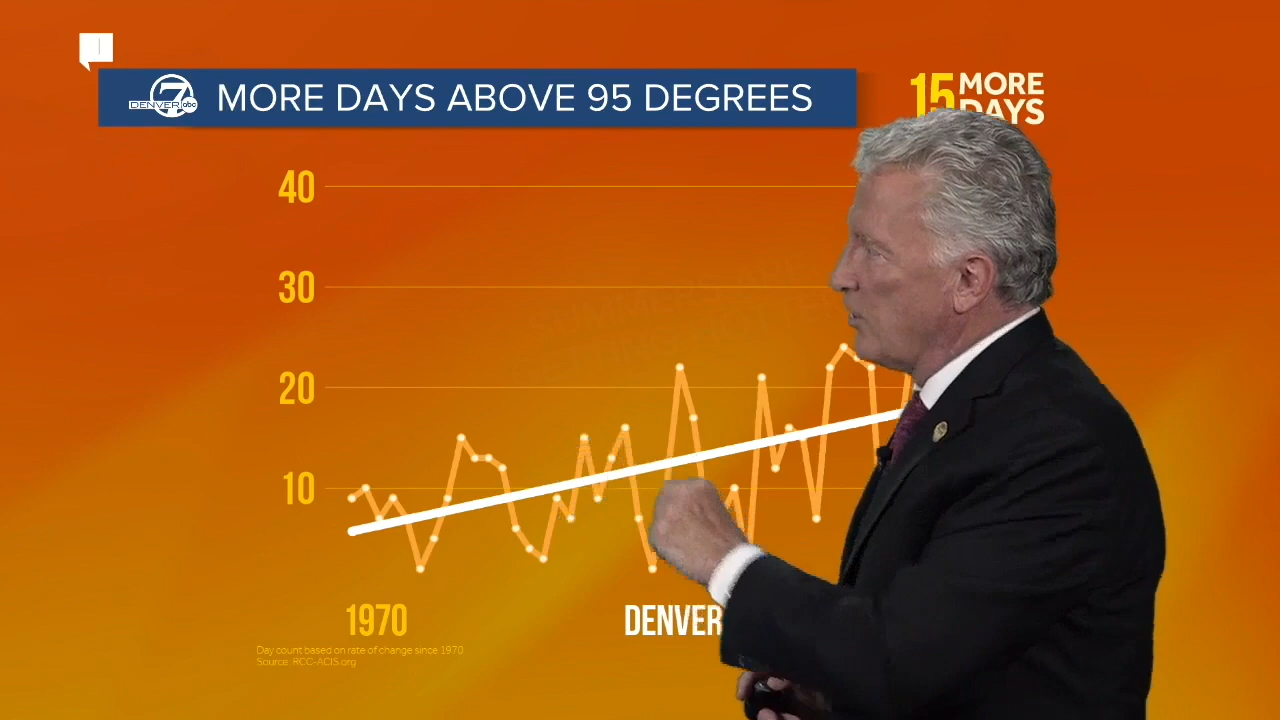 DENVER 7 abc
MORE DAYS ABOVE 95 DEGREES
15 MORE
DAYS
40
30
20
10
1970
DENVER
Day count based on rate of change since 1970
Source: RCC-ACIS.org